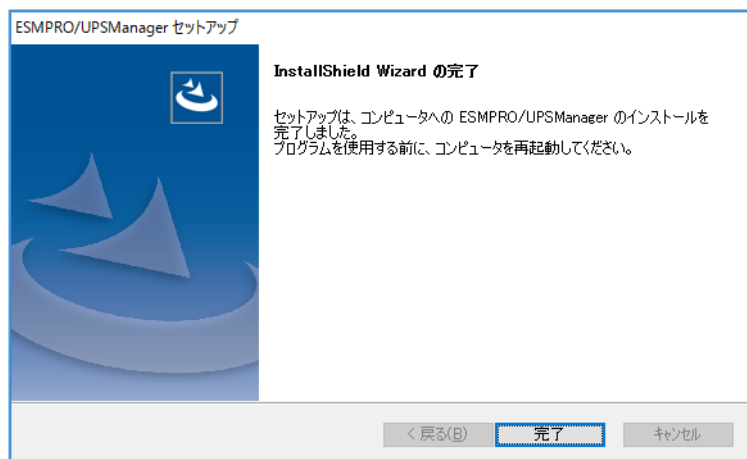 ESMPRO/UPSManager セットアップ
InstallShield Wizard の完了
セットアップは、コンピュータへの ESMPRO/UPSManager のインストールを
完了しました。
プログラムを使用する前に、コンピュータを再起動してください。
< 戻る(B)
完了
キャンセル